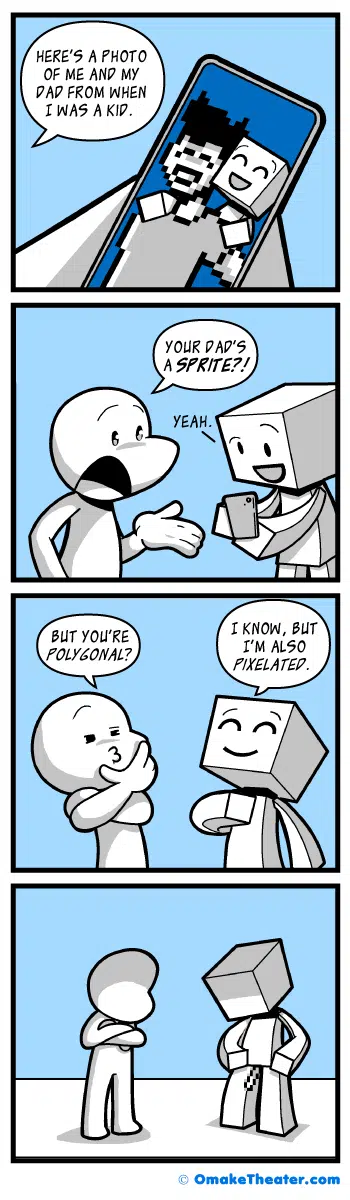 HERE'S A PHOTO
OF ME AND MY
DAD FROM WHEN
I WAS A KID.
YOUR DAD'S
A SPRITE?!
YEAH.
BUT YOU'RE
POLYGONAL?
I KNOW, BUT
I'M ALSO
PIXELATED.
© OmakeTheater.com